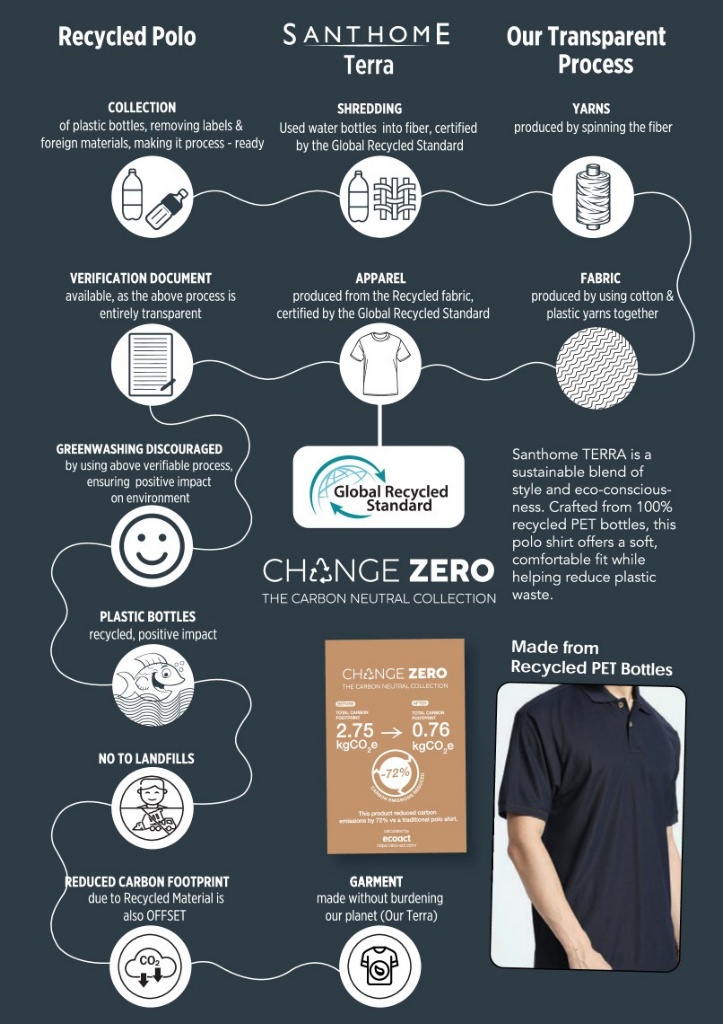 Recycled Polo
SANTHOME
Terra
Our Transparent
Process
COLLECTION
of plastic bottles, removing labels &
foreign materials, making it process - ready
SHREDDING
Used water bottles into fiber, certified
by the Global Recycled Standard
YARNS
produced by spinning the fiber
VERIFICATION DOCUMENT
available, as the above process is
entirely transparent
APPAREL
produced from the Recycled fabric,
certified by the Global Recycled Standard
FABRIC
produced by using cotton &
plastic yarns together
GREENWASHING DISCOURAGED
by using above verifiable process,
ensuring positive impact
on environment
Global Recycled
Standard
Santhome TERRA is a
sustainable blend of
style and eco-conscious-
ness. Crafted from 100%
recycled PET bottles, this
polo shirt offers a soft,
comfortable fit while
helping reduce plastic
waste.
CHANGE ZERO
THE CARBON NEUTRAL COLLECTION
PLASTIC BOTTLES
recycled, positive impact
Made from
Recycled PET Bottles
CHANGE ZERO
THE CARBON NEUTRAL COLLECTION
BEFORE
TOTAL CARBON
FOOTPRINT
2.75
kgCO2e
AFTER
TOTAL CARBON
FOOTPRINT
0.76
kgCO2e
-72%
CARBON EMISSIONS REDUCED
This product reduced carbon
emissions by 72% vs a traditional polo shirt.
calculated by
ecoact
NO TO LANDFILLS
REDUCED CARBON FOOTPRINT
due to Recycled Material is
also OFFSET
CO2
GARMENT
made without burdening
our planet (Our Terra)